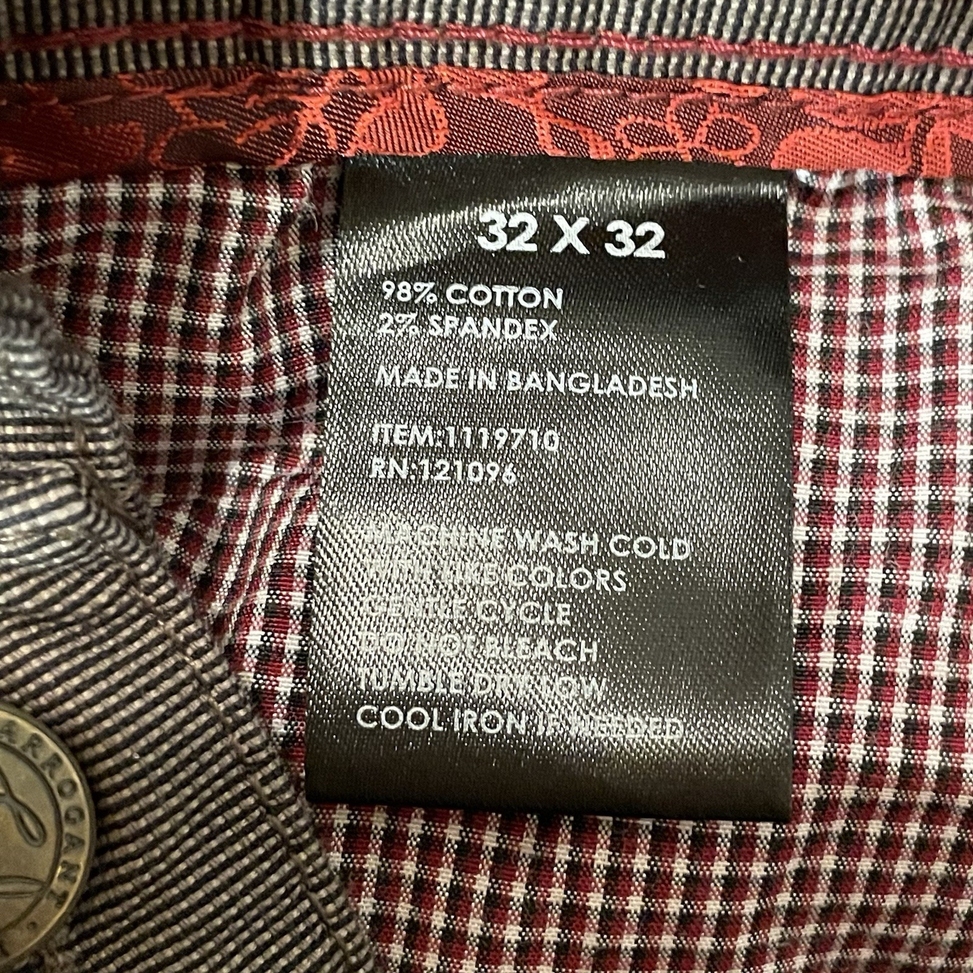 32 X 32
98% COTTON
2% SPANDEX
MADE IN BANGLADESH
ITEM:1119710
RN:121096
MACHINE WASH COLD
WITH LIKE COLORS
GENTLE CYCLE
DO NOT BLEACH
TUMBLE DRY LOW
COOL IRON IF NEEDED
ARROGANT